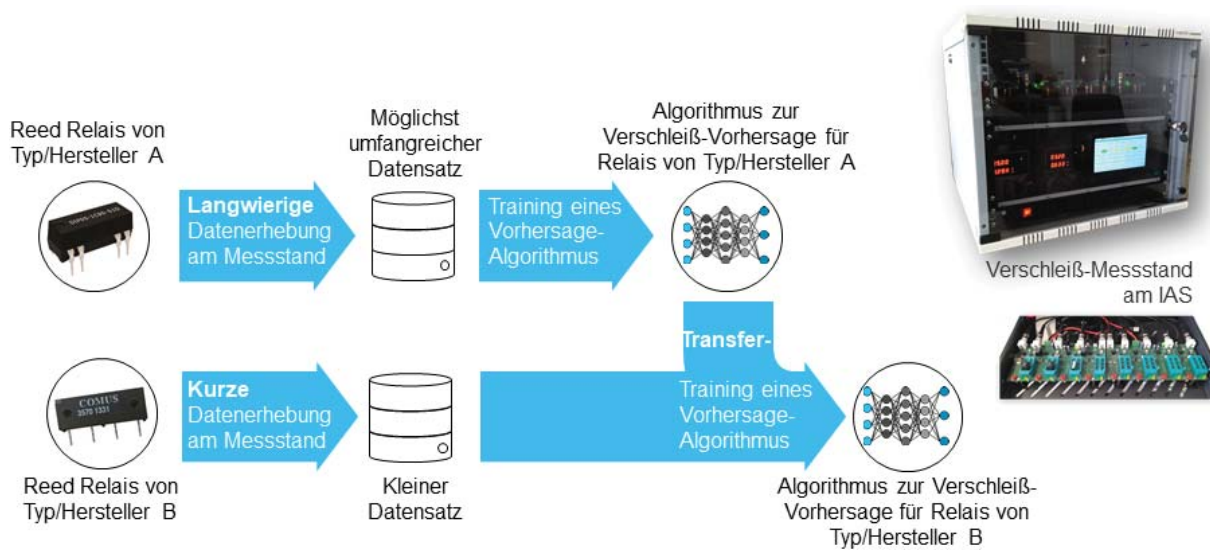 Reed Relais von
Typ/Hersteller A
Langwierige
Datenerhebung
am Messstand
Möglichst
umfangreicher
Datensatz
Training eines
Vorhersage-
Algorithmus
Algorithmus zur
Verschleiß-Vorhersage für
Relais von Typ/Hersteller A
Verschleiß-Messstand
am IAS
Transfer-
COMUS
3570 1331
Reed Relais von
Typ/Hersteller B
Kurze
Datenerhebung
am Messstand
Kleiner
Datensatz
Training eines
Vorhersage-
Algorithmus
Algorithmus zur Verschleiß-
Vorhersage für Relais von
Typ/Hersteller B